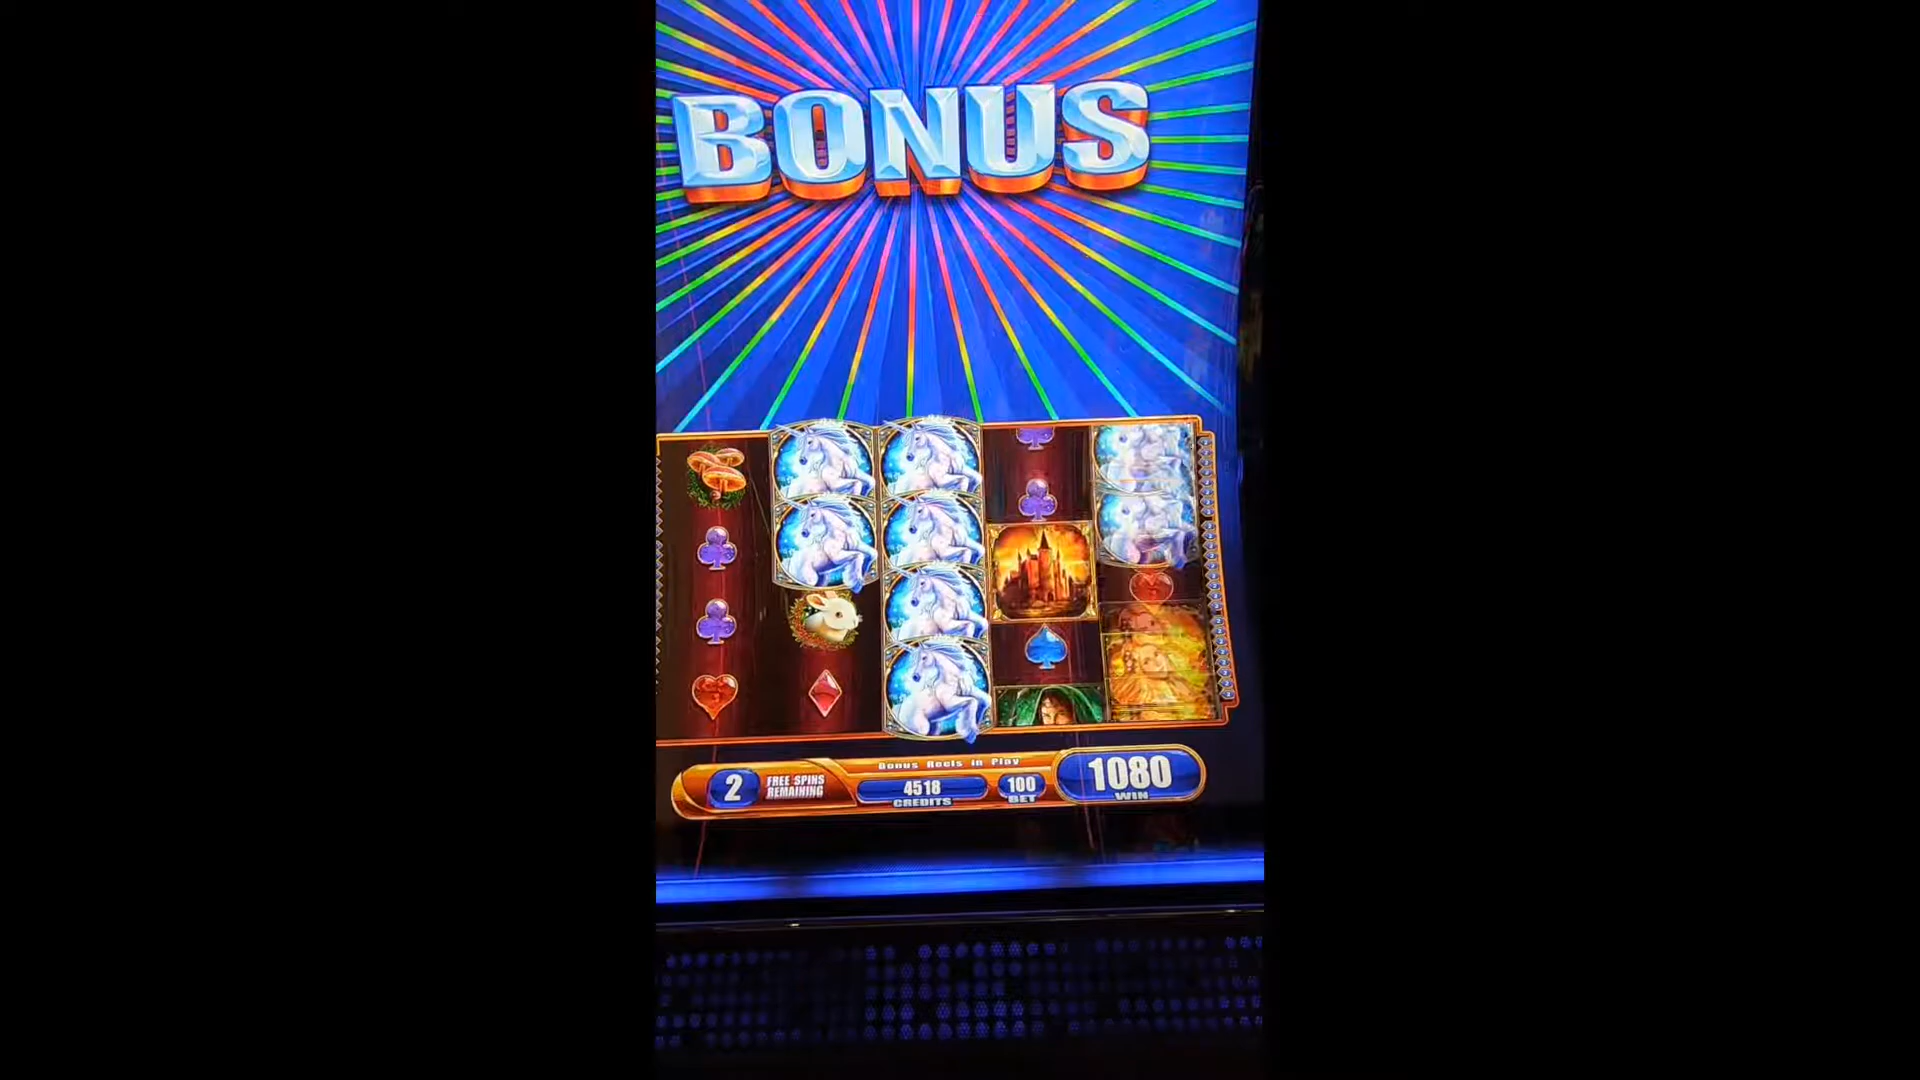 BONUS
Bonus Reels in Play
2 FREE SPINS REMAINING
4518 CREDITS
100 BET
1080 WIN